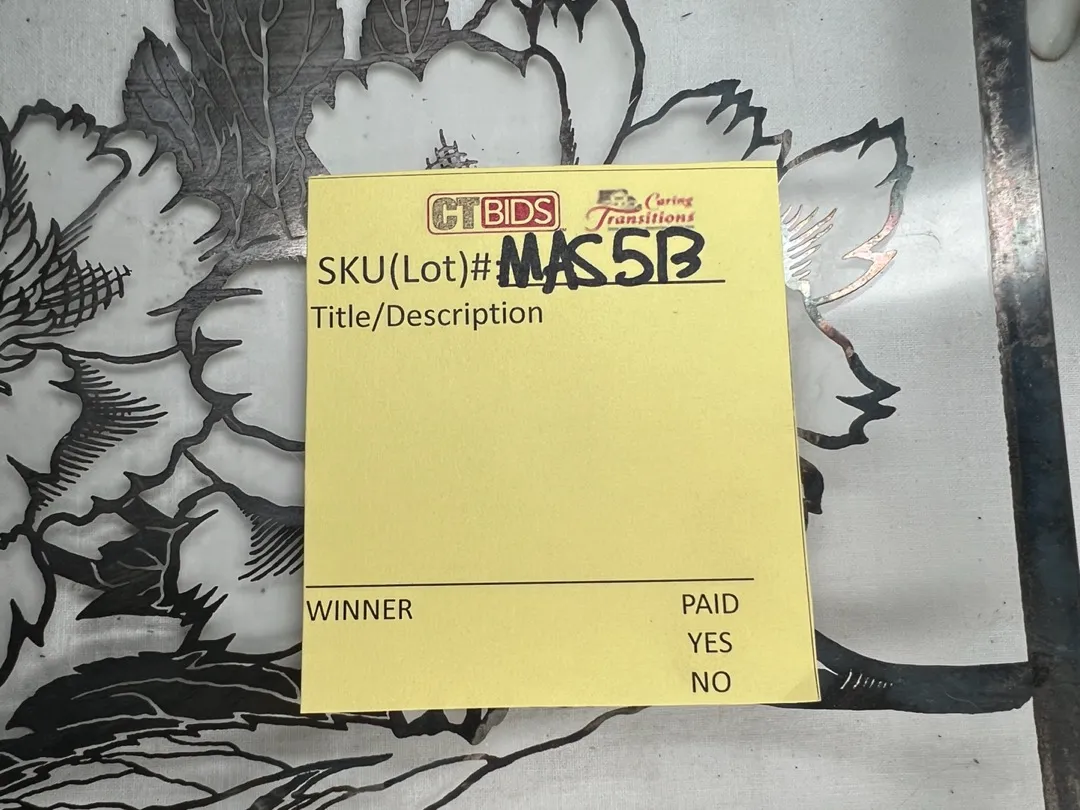 CTBIDS Caring
Transitions
SKU(Lot)#: MAS5B
Title/Description
WINNER PAID
YES
NO